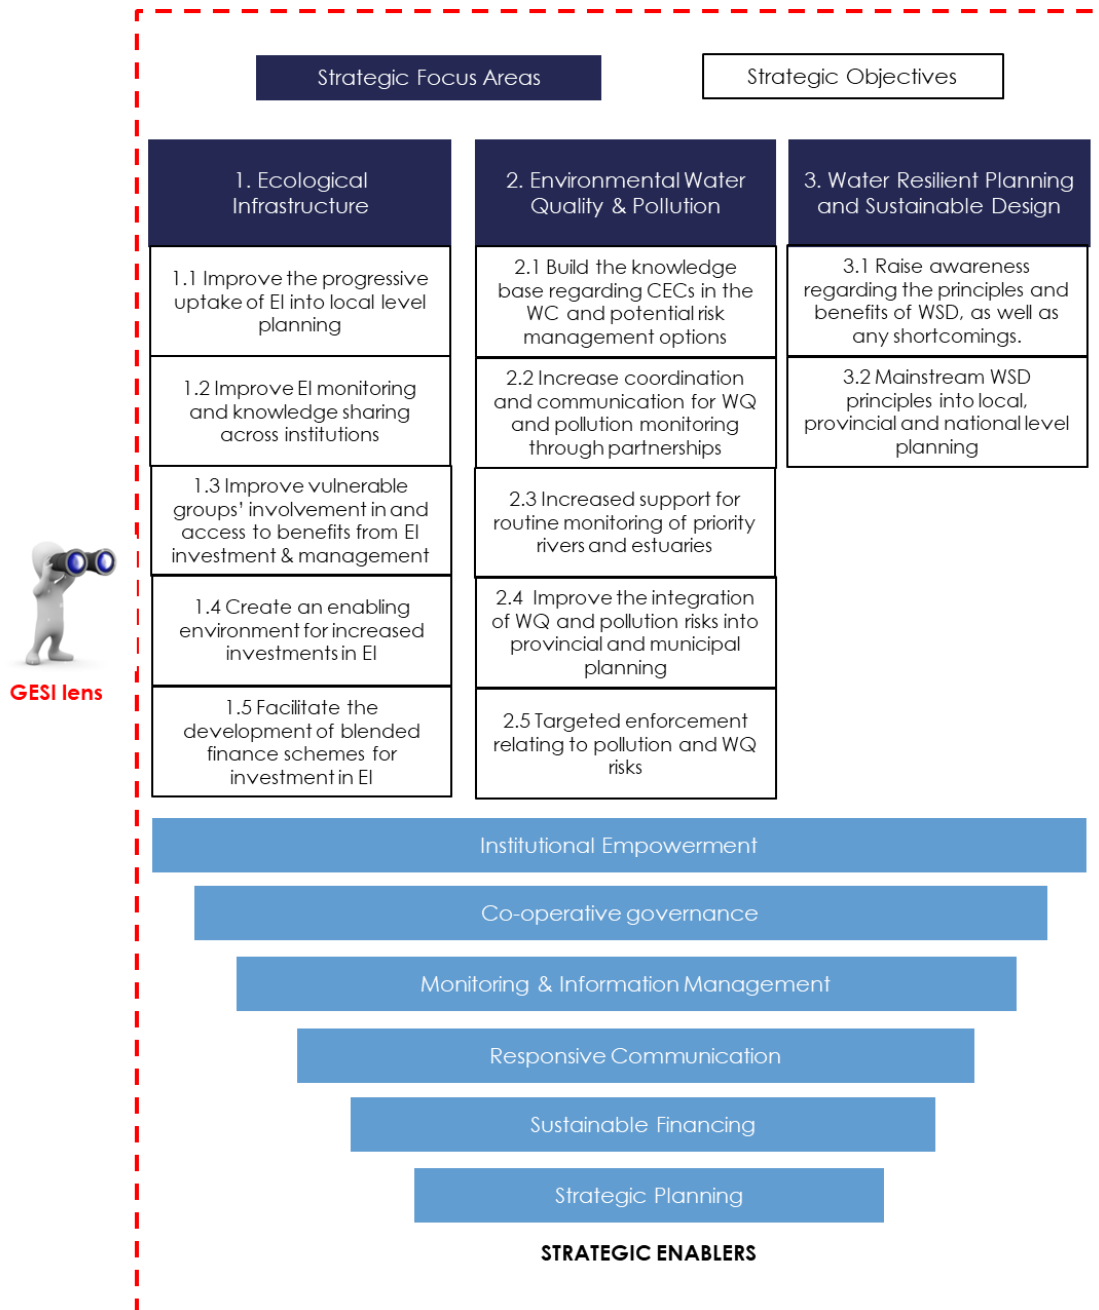 Strategic Focus Areas
Strategic Objectives
1. Ecological
Infrastructure
1.1 Improve the progressive
uptake of EI into local level
planning
1.2 Improve EI monitoring
and knowledge sharing
across institutions
1.3 Improve vulnerable
groups' involvement in and
access to benefits from EI
investment & management
1.4 Create an enabling
environment for increased
investments in EI
1.5 Facilitate the
development of blended
finance schemes for
investment in EI
2. Environmental Water
Quality & Pollution
2.1 Build the knowledge
base regarding CECs in the
WC and potential risk
management options
2.2 Increase coordination
and communication for WQ
and pollution monitoring
through partnerships
2.3 Increased support for
routine monitoring of priority
rivers and estuaries
2.4 Improve the integration
of WQ and pollution risks into
provincial and municipal
planning
2.5 Targeted enforcement
relating to pollution and WQ
risks
3. Water Resilient Planning
and Sustainable Design
3.1 Raise awareness
regarding the principles and
benefits of WSD, as well as
any shortcomings.
3.2 Mainstream WSD
principles into local,
provincial and national level
planning
GESI lens
Institutional Empowerment
Co-operative governance
Monitoring & Information Management
Responsive Communication
Sustainable Financing
Strategic Planning
STRATEGIC ENABLERS